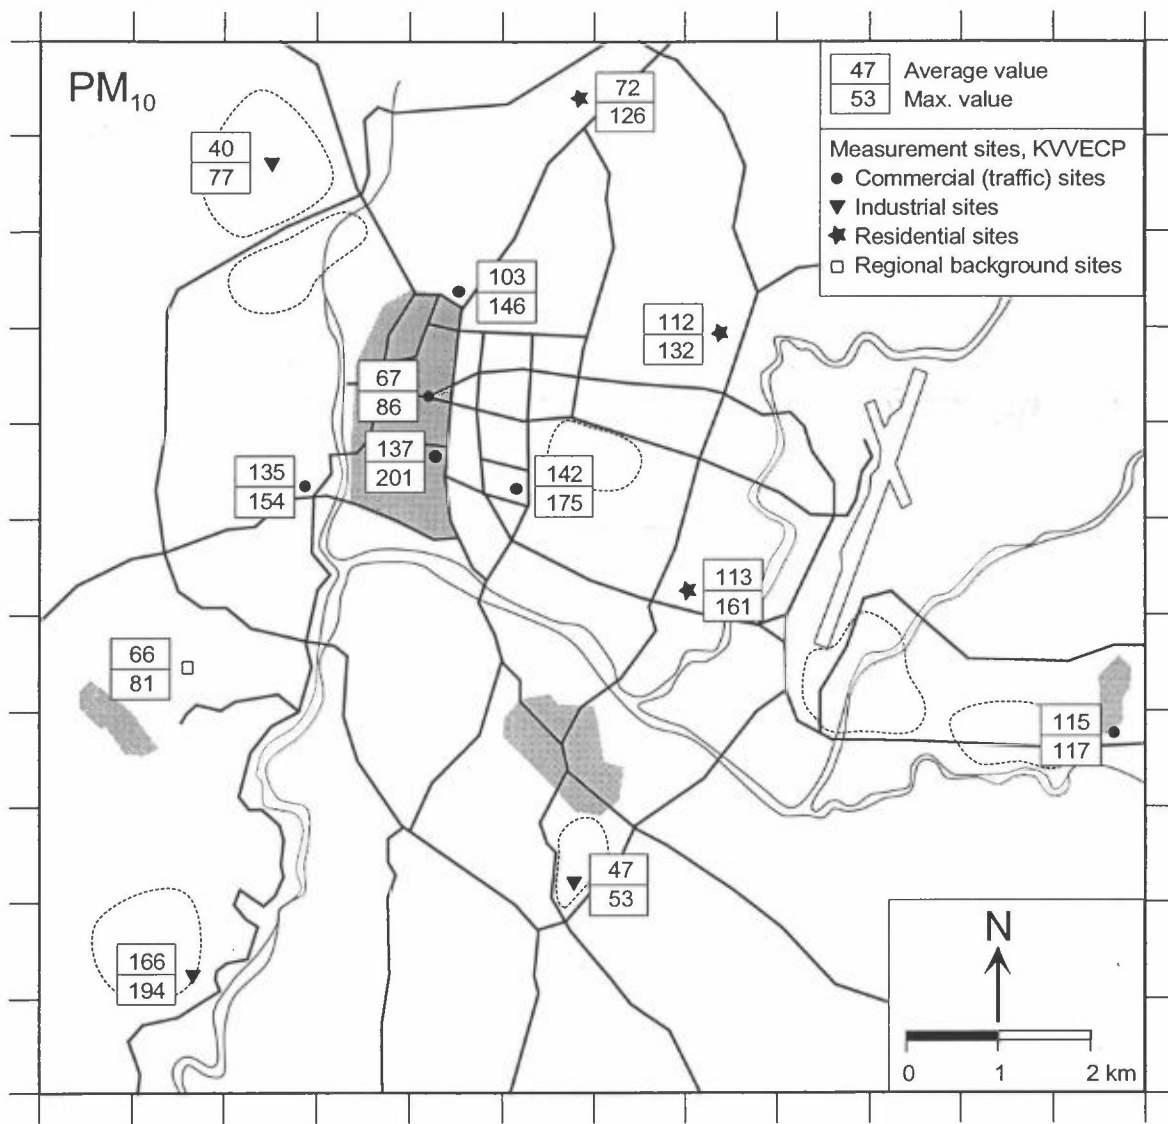 PM10
47 Average value
53 Max. value
Measurement sites, KVVECP
Commercial (traffic) sites
Industrial sites
Residential sites
Regional background sites
72
126
40
77
103
146
112
132
67
86
137
201
135
154
142
175
113
161
66
81
115
117
47
53
166
194
N
0 1 2 km